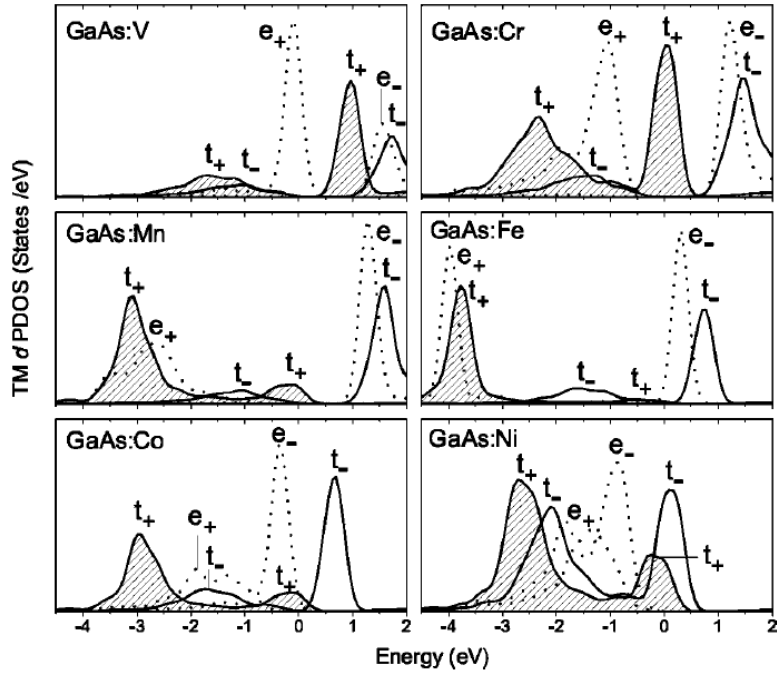 GaAs:V
e+
t+
e-
t-
t+
t-
GaAs:Cr
e+
t+
e-
t-
t+
t-
GaAs:Mn
t+
e+
t-
t+
e-
t-
GaAs:Fe
e+
t+
t-
t+
e-
t-
GaAs:Co
t+
e+
t-
e-
t+
t-
GaAs:Ni
t+
t-
e+
e-
t-
t+
-4 -3 -2 -1 0 1 2
-4 -3 -2 -1 0 1 2
Energy (eV)
TM d PDOS (States /eV)